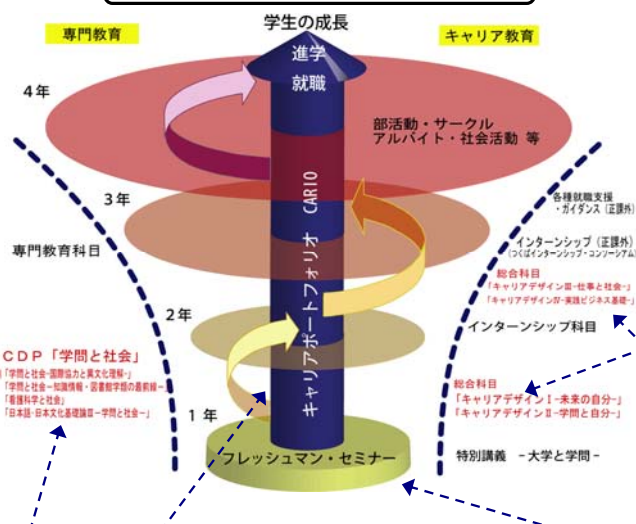 学生の成長
専門教育
キャリア教育
進学
就職
4年
部活動・サークル
アルバイト・社会活動 等
3年
各種就職支援
・ガイダンス（正課外）
専門教育科目
インターンシップ（正課外）
（つくばインターンシップ・コンソーシアム）
総合科目
「キャリアデザインⅢ-仕事と社会-」
「キャリアデザインⅣ-実践ビジネス基礎-」
2年
インターンシップ科目
キャリアポートフォリオ CARIO
CDP「学問と社会」
「学問と社会-国際協力と異文化理解-」
「学問と社会-知識情報・図書館学類の最前線-」
「看護科学と社会」
「日本語・日本文化基礎論Ⅲ-学問と社会-」
総合科目
「キャリアデザインⅠ-未来の自分-」
「キャリアデザインⅡ-学問と自分-」
1年
フレッシュマン・セミナー
特別講義 -大学と学問-